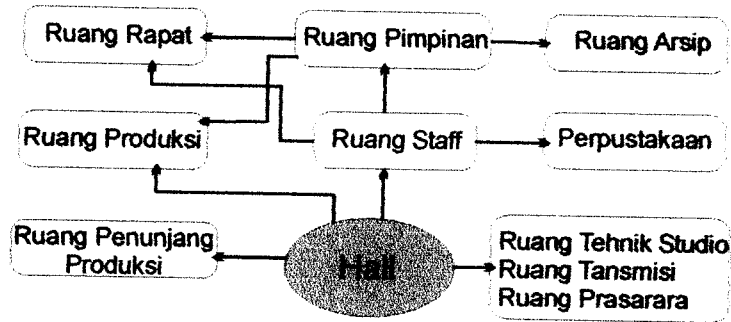 Ruang Rapat
Ruang Pimpinan
Ruang Arsip
Ruang Produksi
Ruang Staff
Perpustakaan
Ruang Penunjang
Produksi
Hall
Ruang Tehnik Studio
Ruang Tansmisi
Ruang Prasarara